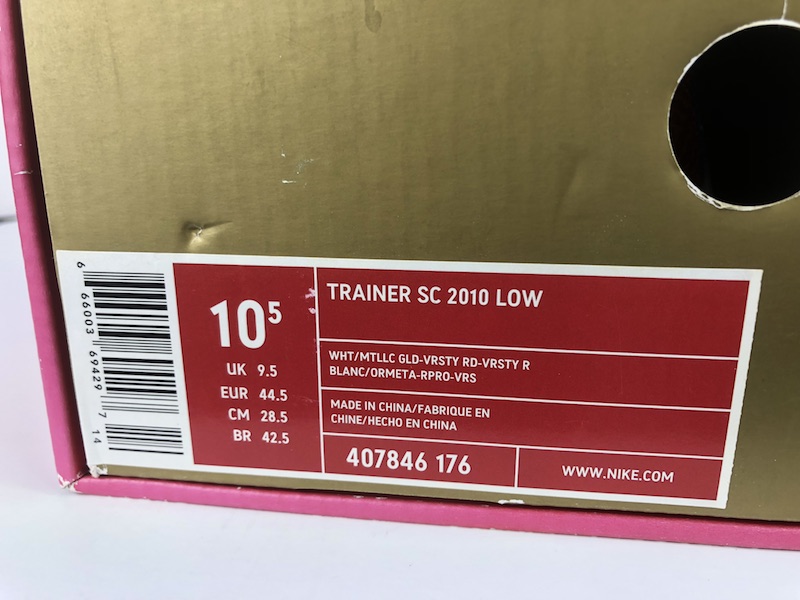 6 66003 69429 7 14
10⁵
UK 9.5
EUR 44.5
CM 28.5
BR 42.5
TRAINER SC 2010 LOW
WHT/MTLLC GLD-VRSTY RD-VRSTY R
BLANC/ORMETA-RPRO-VRS
MADE IN CHINA/FABRIQUE EN
CHINE/HECHO EN CHINA
407846 176
WWW.NIKE.COM